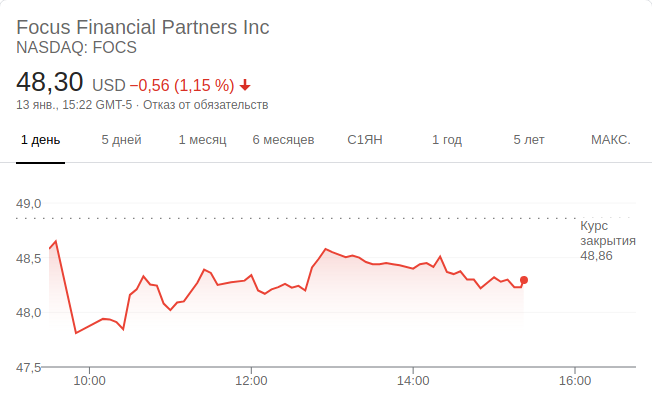 Focus Financial Partners Inc
NASDAQ: FOCS
48,30 USD −0,56 (1,15 %)
13 янв., 15:22 GMT-5 · Отказ от обязательств
1 день 5 дней 1 месяц 6 месяцев С1ЯН 1 год 5 лет МАКС.
49,0
Курс
закрытия
48,86
48,5
48,0
47,5
10:00 12:00 14:00 16:00